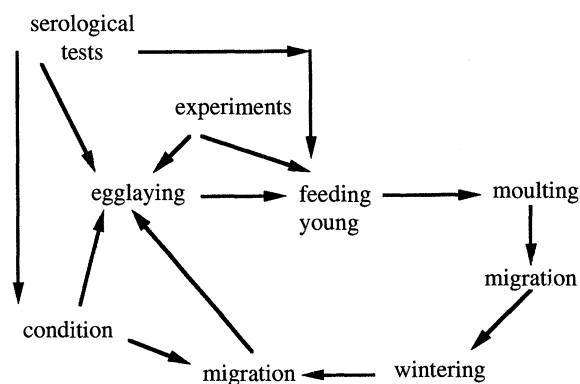 serological
tests
experiments
egglaying
feeding
young
moulting
migration
condition
migration
wintering